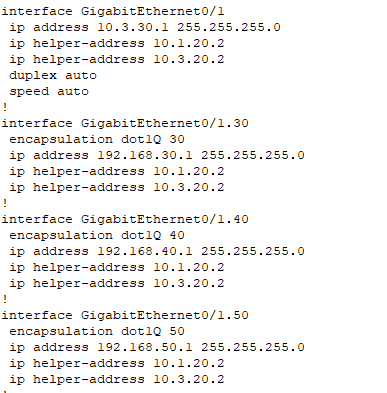 interface GigabitEthernet0/1
ip address 10.3.30.1 255.255.255.0
ip helper-address 10.1.20.2
ip helper-address 10.3.20.2
duplex auto
speed auto
!
interface GigabitEthernet0/1.30
encapsulation dot1Q 30
ip address 192.168.30.1 255.255.255.0
ip helper-address 10.1.20.2
ip helper-address 10.3.20.2
!
interface GigabitEthernet0/1.40
encapsulation dot1Q 40
ip address 192.168.40.1 255.255.255.0
ip helper-address 10.1.20.2
ip helper-address 10.3.20.2
!
interface GigabitEthernet0/1.50
encapsulation dot1Q 50
ip address 192.168.50.1 255.255.255.0
ip helper-address 10.1.20.2
ip helper-address 10.3.20.2